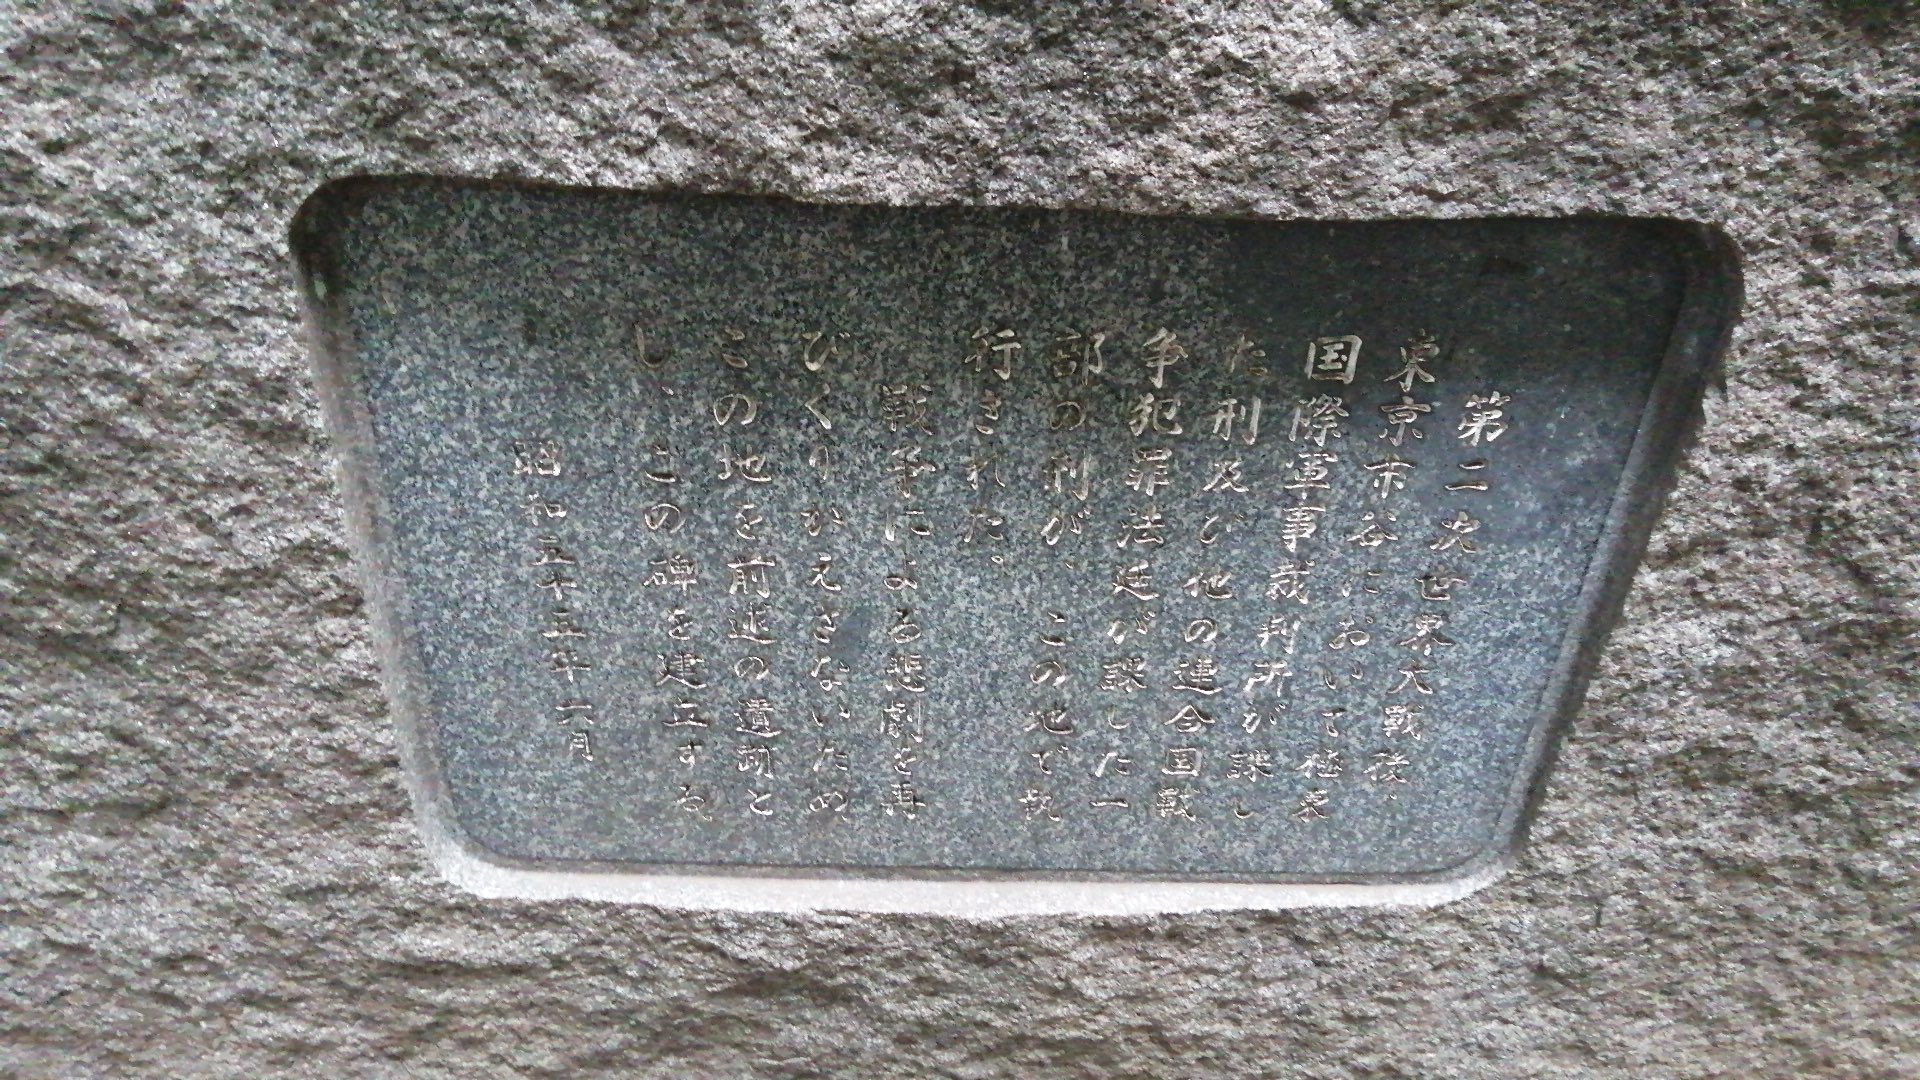 第二次世界大戦後、
東京市谷において極東
国際軍事裁判所が課し
た刑及び他の連合国戦
争犯罪法廷が課した一
部の刑が、この地で執
行された。
戦争による悲劇を再
びくりかえさないため、
この地を前述の遺跡と
し、この碑を建立する。
昭和五十五年六月